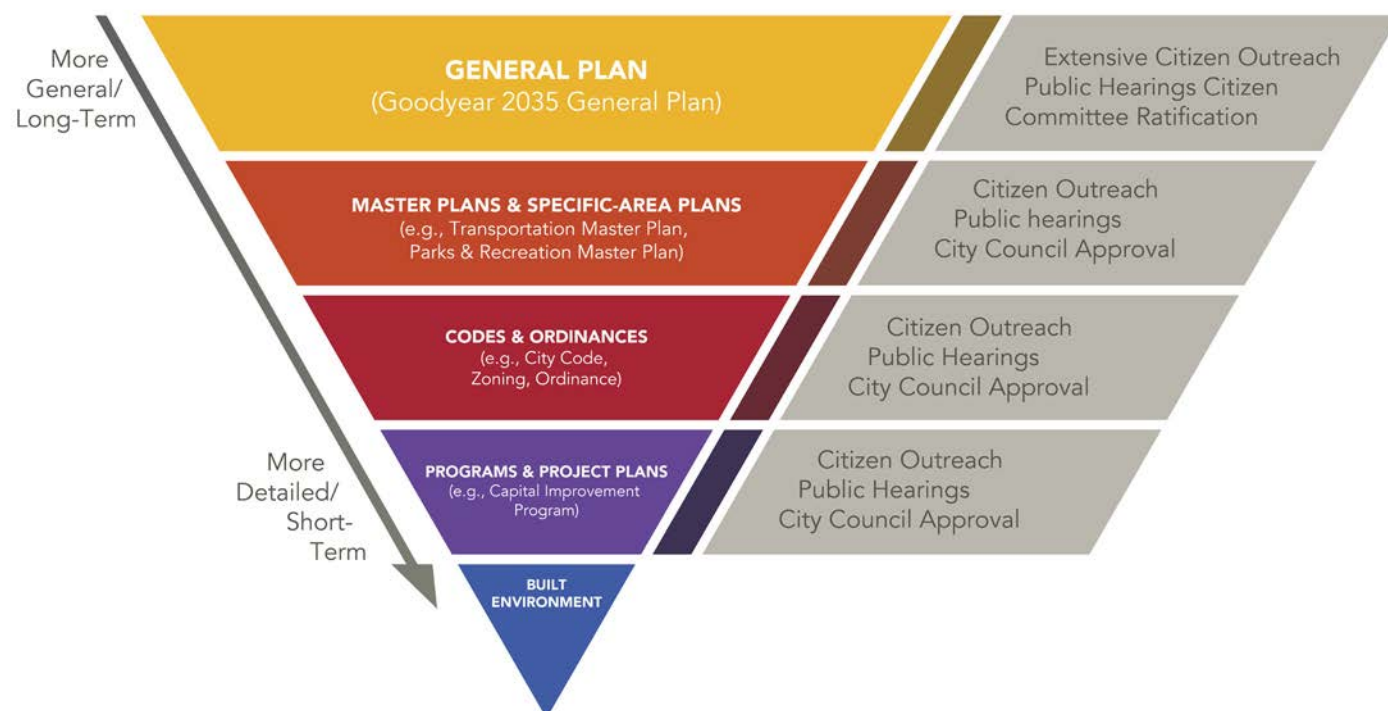 More
General/
Long-Term
GENERAL PLAN
(Goodyear 2035 General Plan)
Extensive Citizen Outreach
Public Hearings Citizen
Committee Ratification
MASTER PLANS & SPECIFIC-AREA PLANS
(e.g., Transportation Master Plan,
Parks & Recreation Master Plan)
Citizen Outreach
Public hearings
City Council Approval
CODES & ORDINANCES
(e.g., City Code,
Zoning, Ordinance)
Citizen Outreach
Public Hearings
City Council Approval
More
Detailed/
Short-
Term
PROGRAMS & PROJECT PLANS
(e.g., Capital Improvement
Program)
Citizen Outreach
Public Hearings
City Council Approval
BUILT
ENVIRONMENT